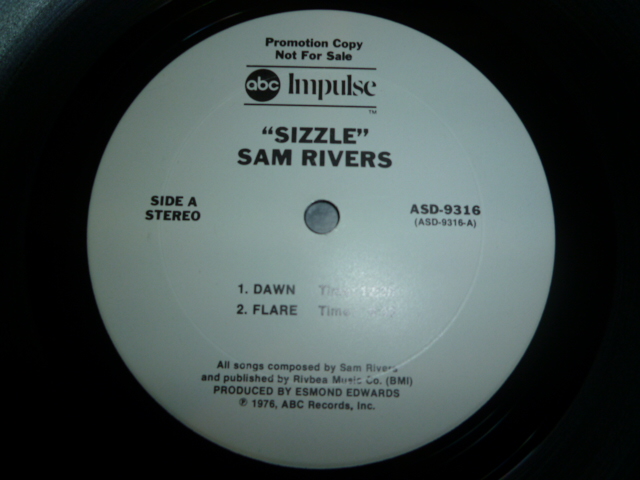 Promotion Copy
Not For Sale
abc Impulse
TM
"SIZZLE"
SAM RIVERS
SIDE A
STEREO
ASD-9316
(ASD-9316-A)
1. DAWN
2. FLARE Time
All songs composed by Sam Rivers
and published by Rivbea Music Co. (BMI)
PRODUCED BY ESMOND EDWARDS
℗ 1976, ABC Records, Inc.